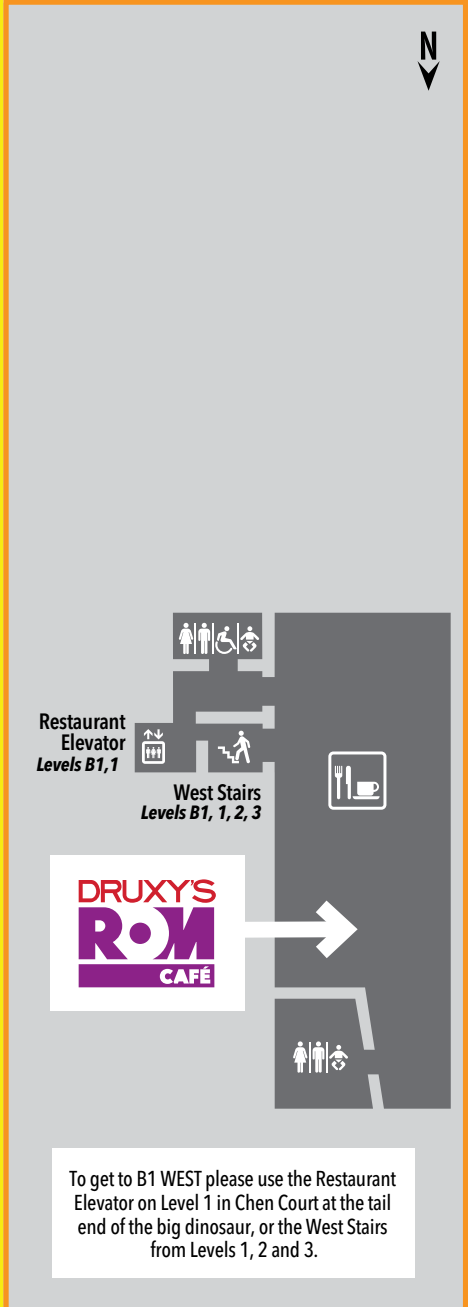 N
Restaurant
Elevator
Levels B1,1
West Stairs
Levels B1, 1, 2, 3
DRUXY'S
ROM
CAFÉ
To get to B1 WEST please use the Restaurant
Elevator on Level 1 in Chen Court at the tail
end of the big dinosaur, or the West Stairs
from Levels 1, 2 and 3.